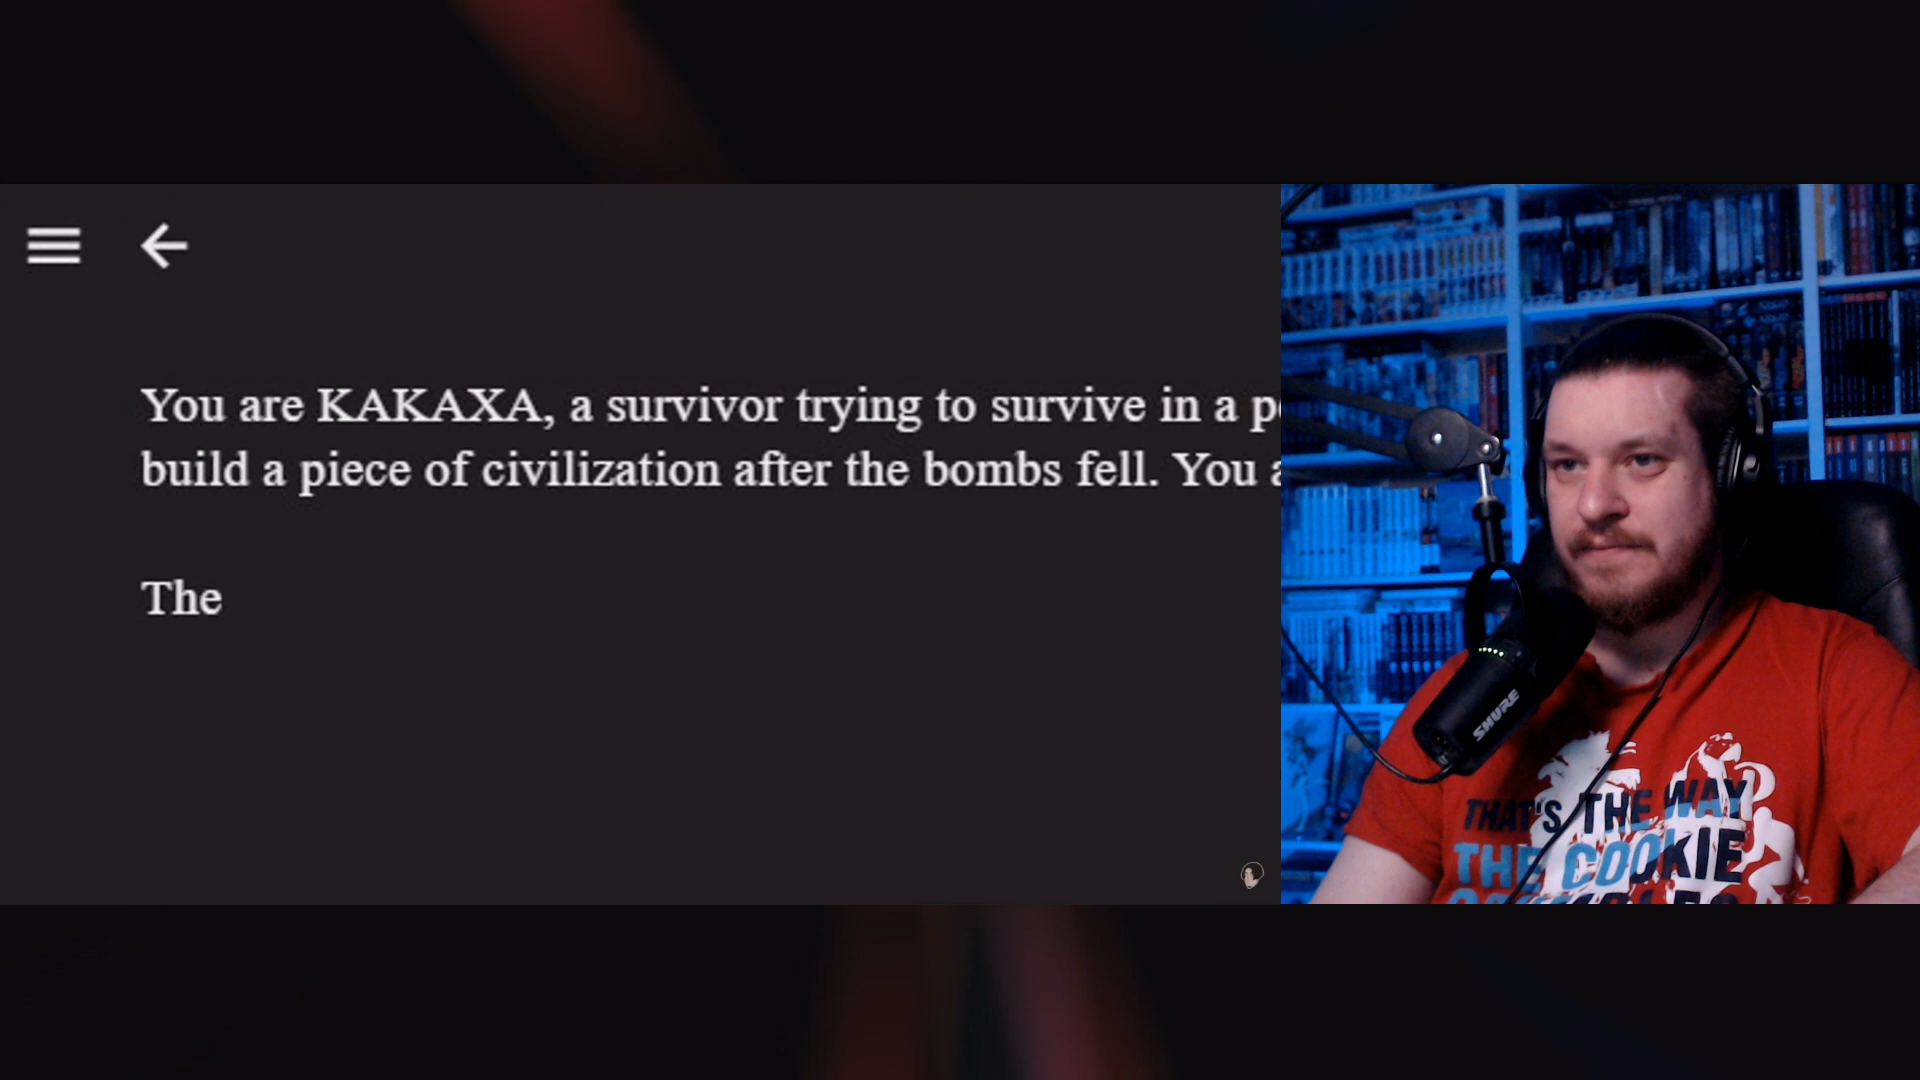 You are KAKAXA, a survivor trying to survive in a p
build a piece of civilization after the bombs fell. You a
The
SHURE
THAT'S THE WAY
THE COOKIE